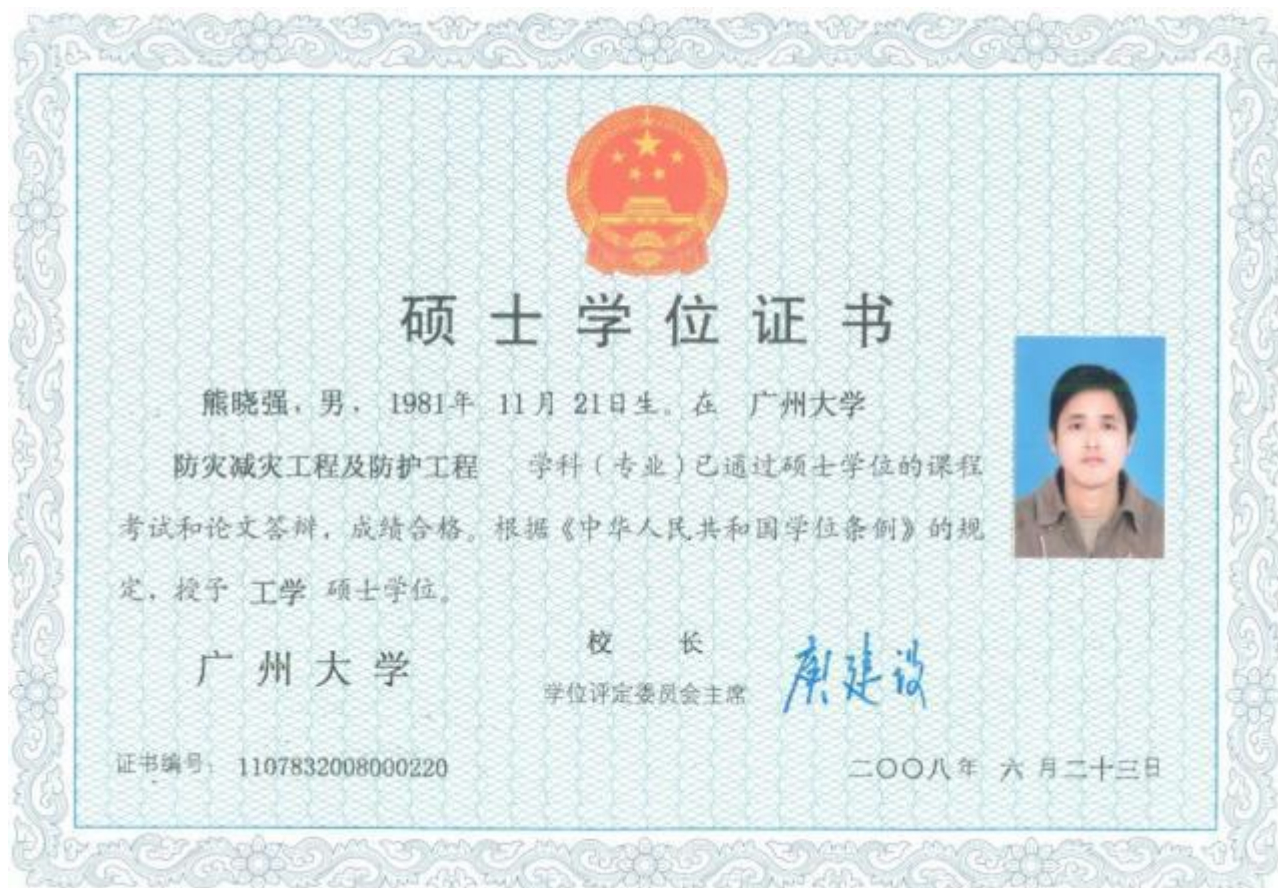 硕士学位证书
熊晓强，男，1981年 11月 21日生。在 广州大学
防灾减灾工程及防护工程 学科（专业）已通过硕士学位的课程
考试和论文答辩，成绩合格。根据《中华人民共和国学位条例》的规
定，授予 工学 硕士学位。
广州大学
校 长
学位评定委员会主席
庾建设
证书编号：1107832008000220
二〇〇八年 六 月二十三日